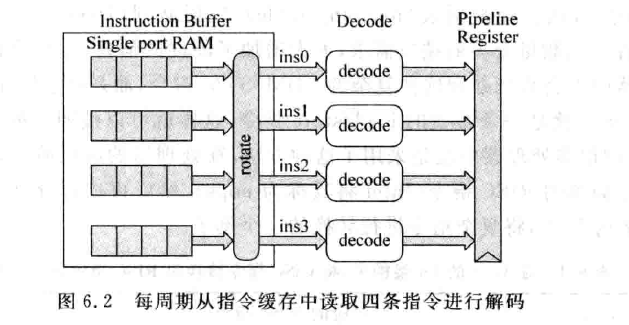 Instruction Buffer
Decode
Pipeline
Register
Single port RAM
ins0
decode
ins1
decode
rotate
ins2
decode
ins3
decode
图 6.2 每周期从指令缓存中读取四条指令进行解码